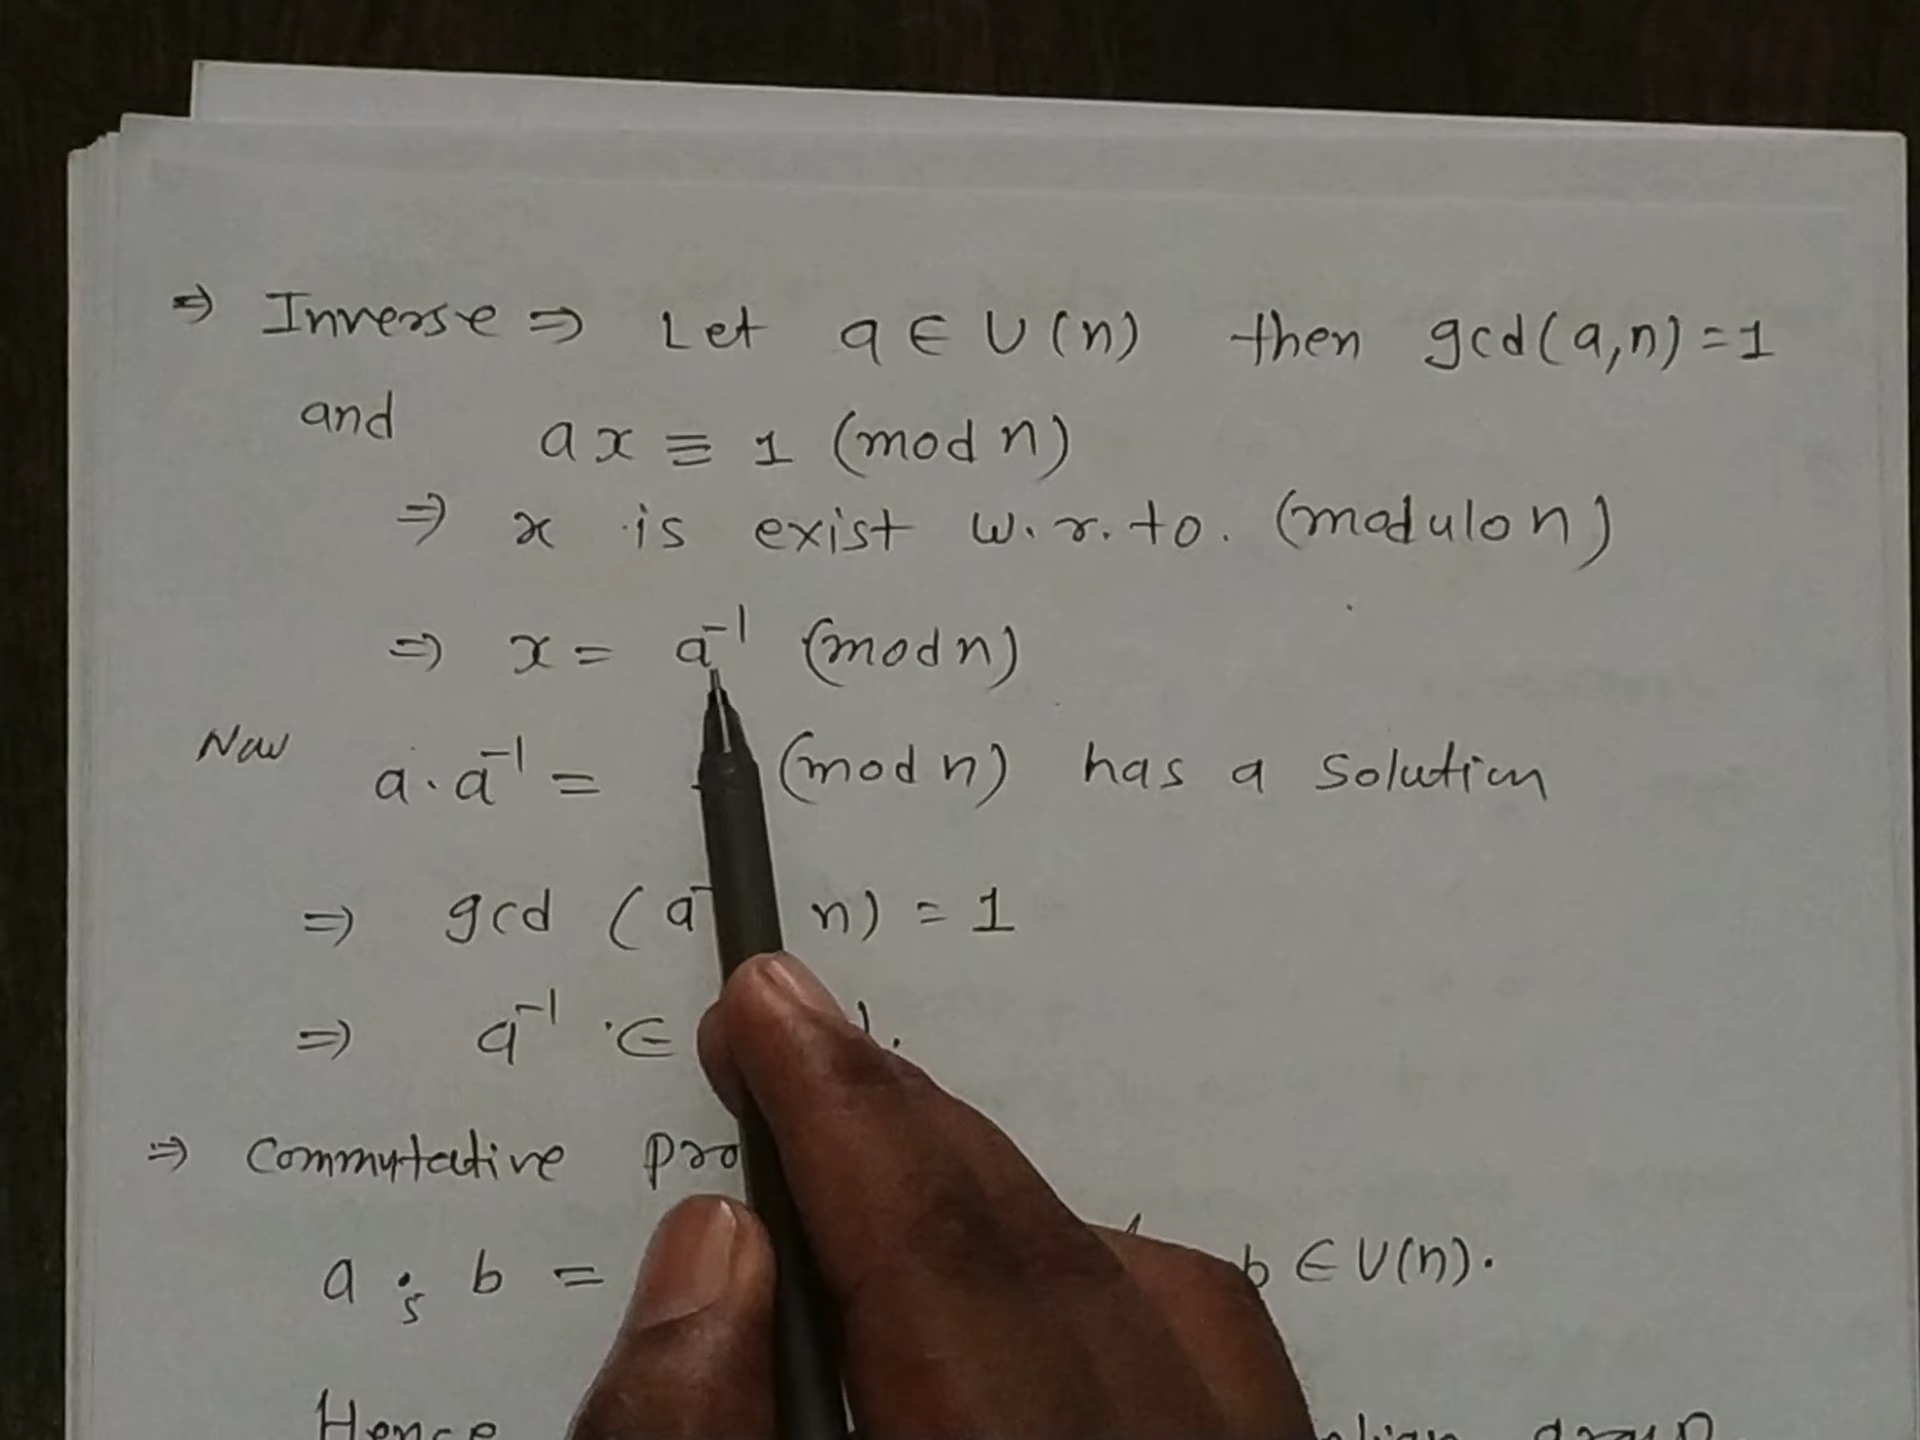 ⇒ Inverse ⇒ Let a ∈ U(n) then gcd(a,n)=1
and ax ≡ 1 (mod n)
⇒ x is exist w.r.to. (modulo n)
⇒ x = a⁻¹ (mod n)
Now a.a⁻¹ = (mod n) has a solution
⇒ gcd (a⁻ n) = 1
⇒ a⁻¹ ∈
⇒ Commutative pro
a ·₅ b = b ∈ U(n).
Hence